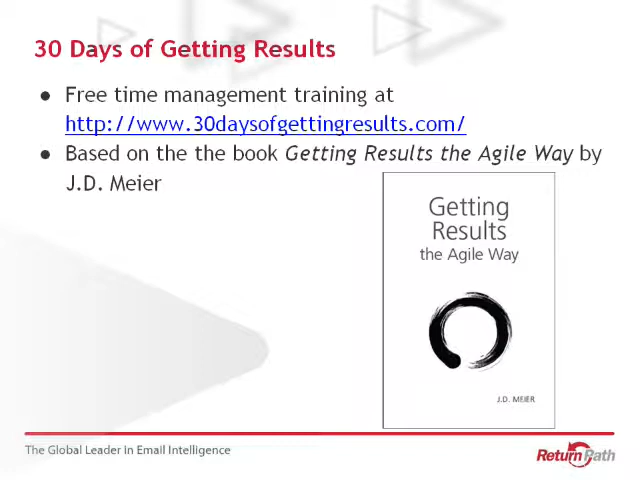 30 Days of Getting Results
● Free time management training at
http://www.30daysofgettingresults.com/
● Based on the the book Getting Results the Agile Way by
J.D. Meier
Getting
Results
the Agile Way
J.D. MEIER
The Global Leader In Email Intelligence
Return Path